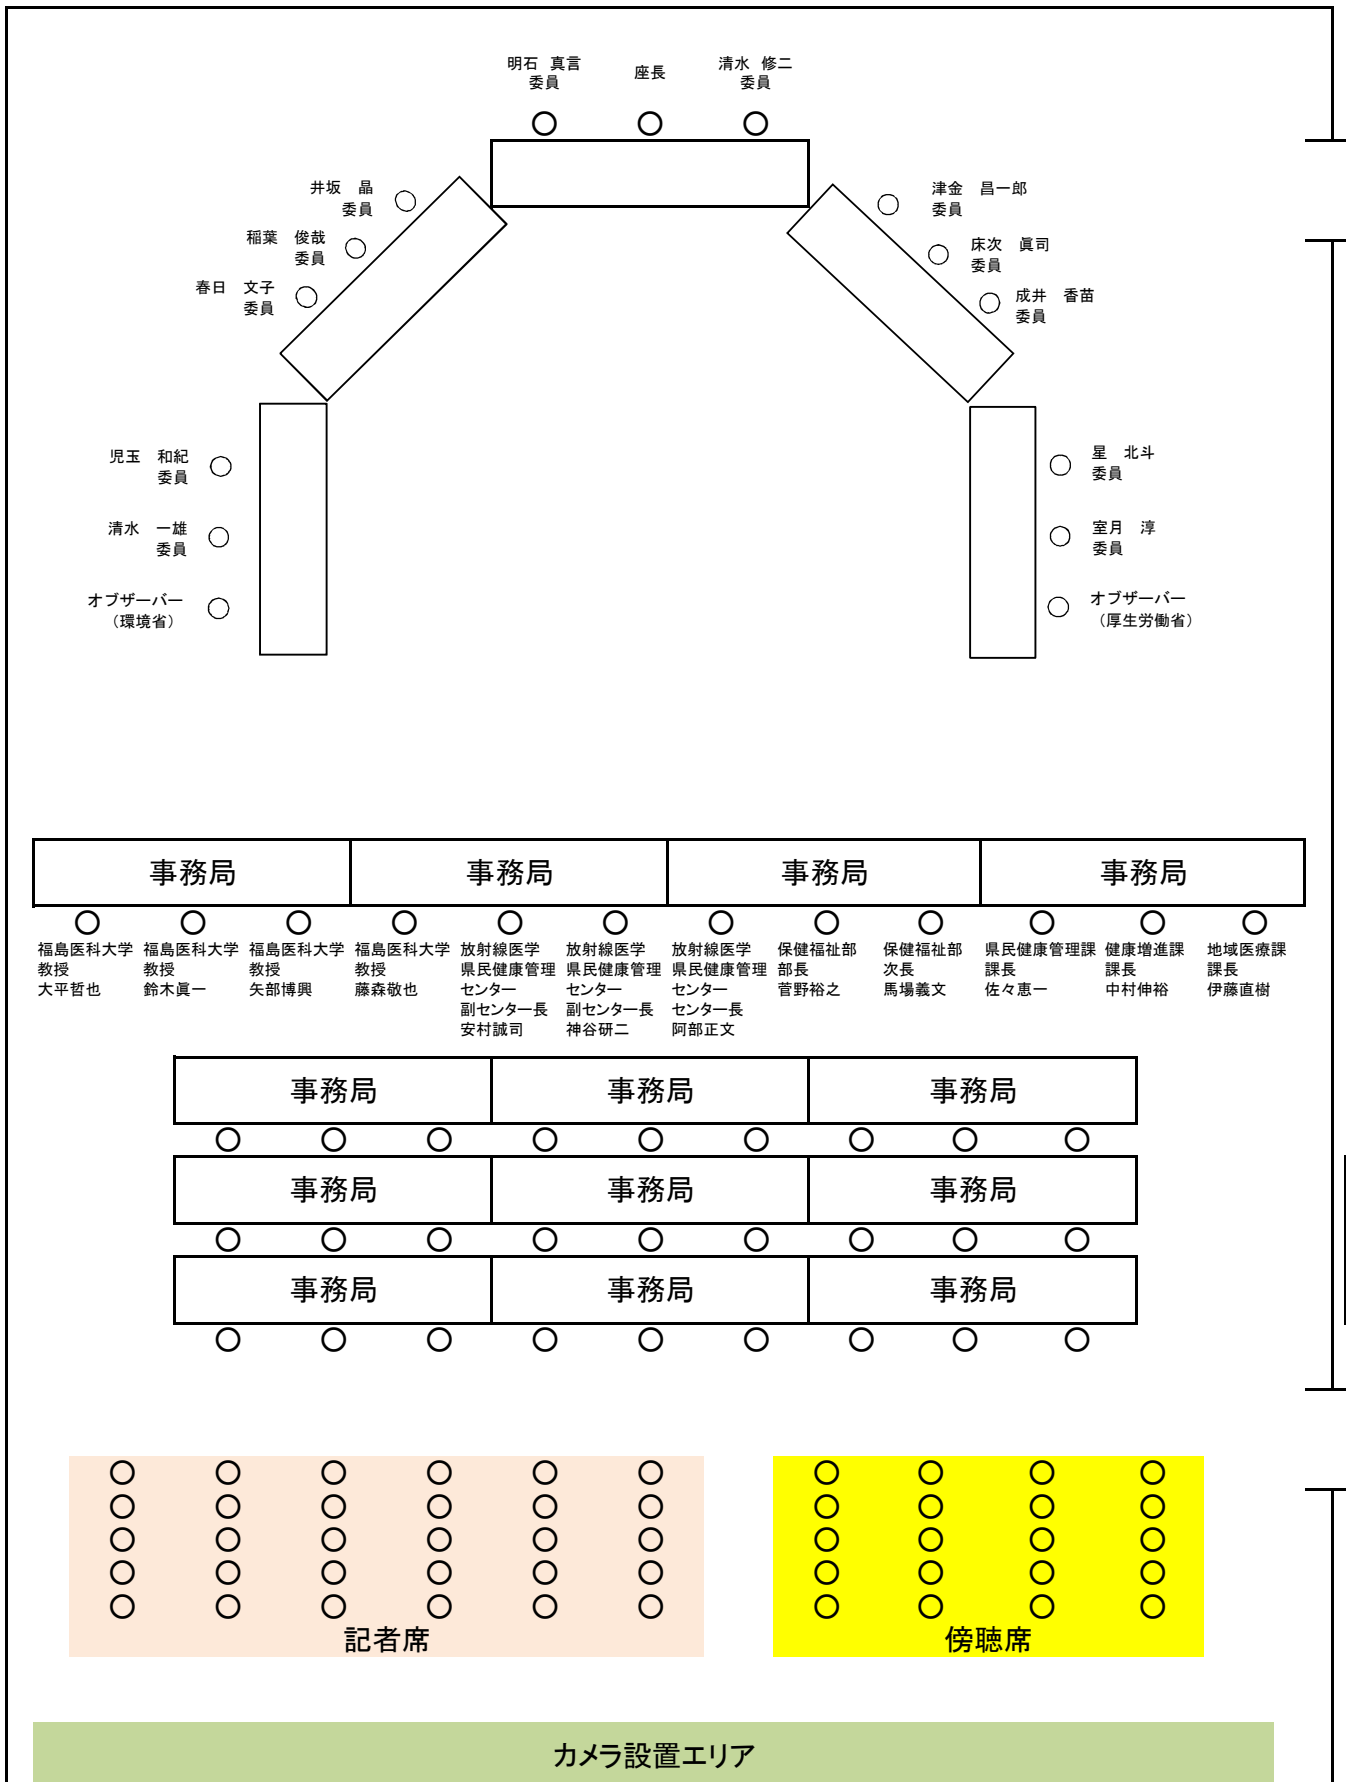 明石　真言
委員
座長
清水　修二
委員
井坂　晶
委員
津金　昌一郎
委員
稲葉　俊哉
委員
床次　眞司
委員
春日　文子
委員
成井　香苗
委員
児玉　和紀
委員
星　北斗
委員
清水　一雄
委員
室月　淳
委員
オブザーバー
（環境省）
オブザーバー
（厚生労働省）
事務局
事務局
事務局
事務局
福島医科大学
教授
大平哲也
福島医科大学
教授
鈴木眞一
福島医科大学
教授
矢部博興
福島医科大学
教授
藤森敬也
放射線医学
県民健康管理
センター
副センター長
安村誠司
放射線医学
県民健康管理
センター
副センター長
神谷研二
放射線医学
県民健康管理
センター
センター長
阿部正文
保健福祉部
部長
菅野裕之
保健福祉部
次長
馬場義文
県民健康管理課
課長
佐々恵一
健康増進課
課長
中村伸裕
地域医療課
課長
伊藤直樹
事務局
事務局
事務局
事務局
事務局
事務局
事務局
事務局
事務局
記者席
傍聴席
カメラ設置エリア